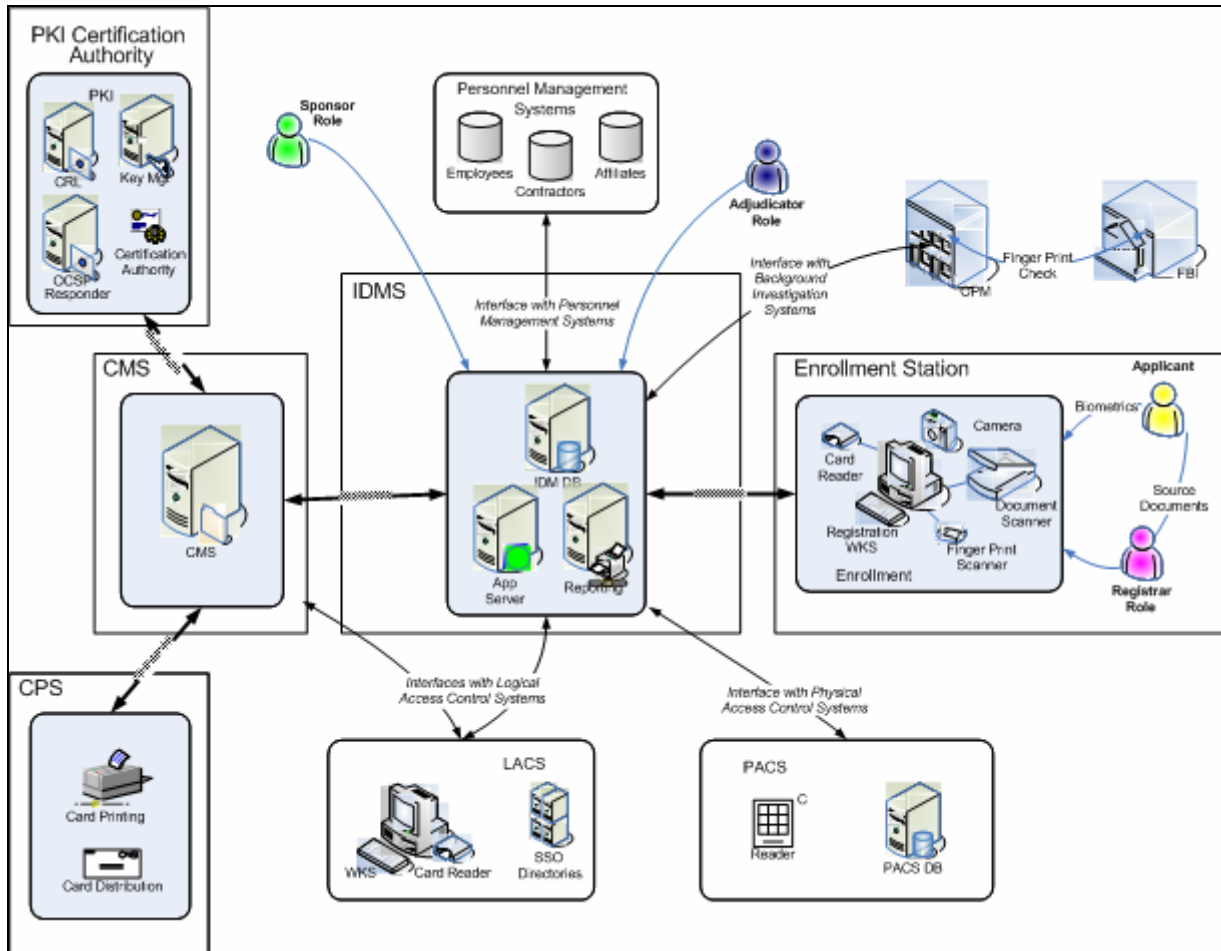 PKI Certification
Authority
PKI
CRL
Key Mgt
OCSP
Responder
Certification
Authority
Sponsor
Role
Personnel Management
Systems
Employees
Contractors
Affiliates
Adjudicator
Role
Interface with
Background
Investigation
Systems
OPM
Finger Print
Check
FBI
IDMS
Interface with Personnel
Management Systems
IDM DB
App
Server
Reporting
CMS
CMS
Enrollment Station
Applicant
Biometrics
Camera
Card
Reader
Document
Scanner
Source
Documents
Registration
WKS
Finger Print
Scanner
Enrollment
Registrar
Role
CPS
Card Printing
Card Distribution
Interfaces with Logical
Access Control Systems
Interface with Physical
Access Control Systems
LACS
WKS
Card Reader
SSO
Directories
PACS
C
Reader
PACS DB